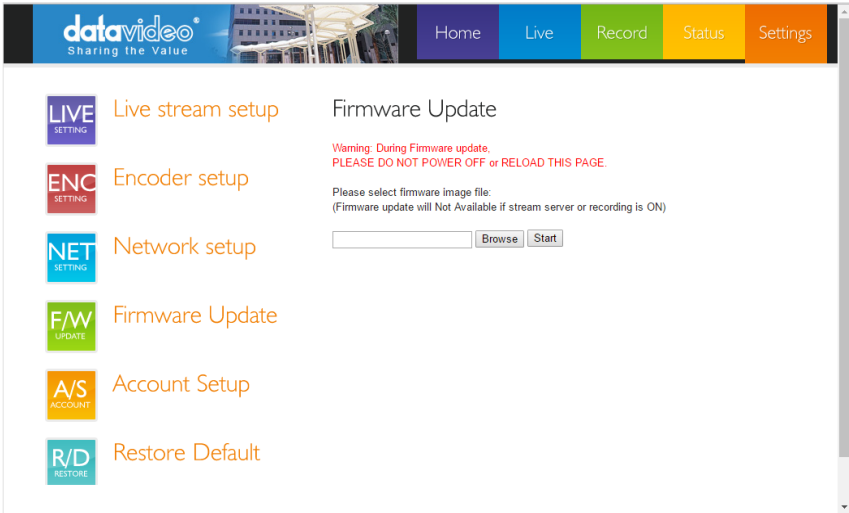 datavideo®
Sharing the Value
Home
Live
Record
Status
Settings
LIVE
SETTING
Live stream setup
ENC
SETTING
Encoder setup
NET
SETTING
Network setup
F/W
UPDATE
Firmware Update
A/S
ACCOUNT
Account Setup
R/D
RESTORE
Restore Default
Firmware Update
Warning: During Firmware update,
PLEASE DO NOT POWER OFF or RELOAD THIS PAGE.
Please select firmware image file:
(Firmware update will Not Available if stream server or recording is ON)
Browse
Start